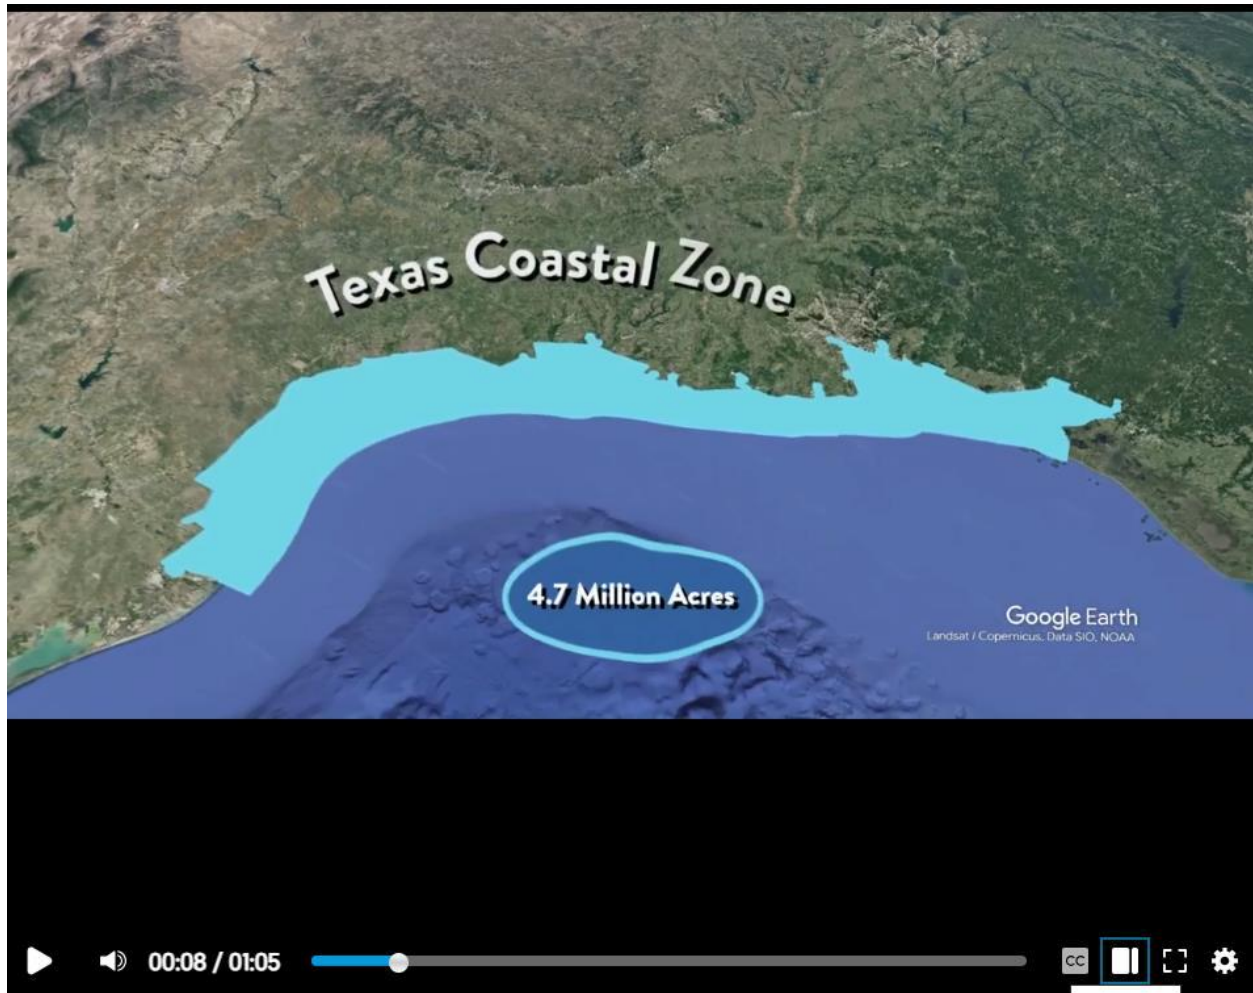 Texas Coastal Zone
4.7 Million Acres
Google Earth
Landsat / Copernicus, Data SIO, NOAA
00:08 / 01:05
CC